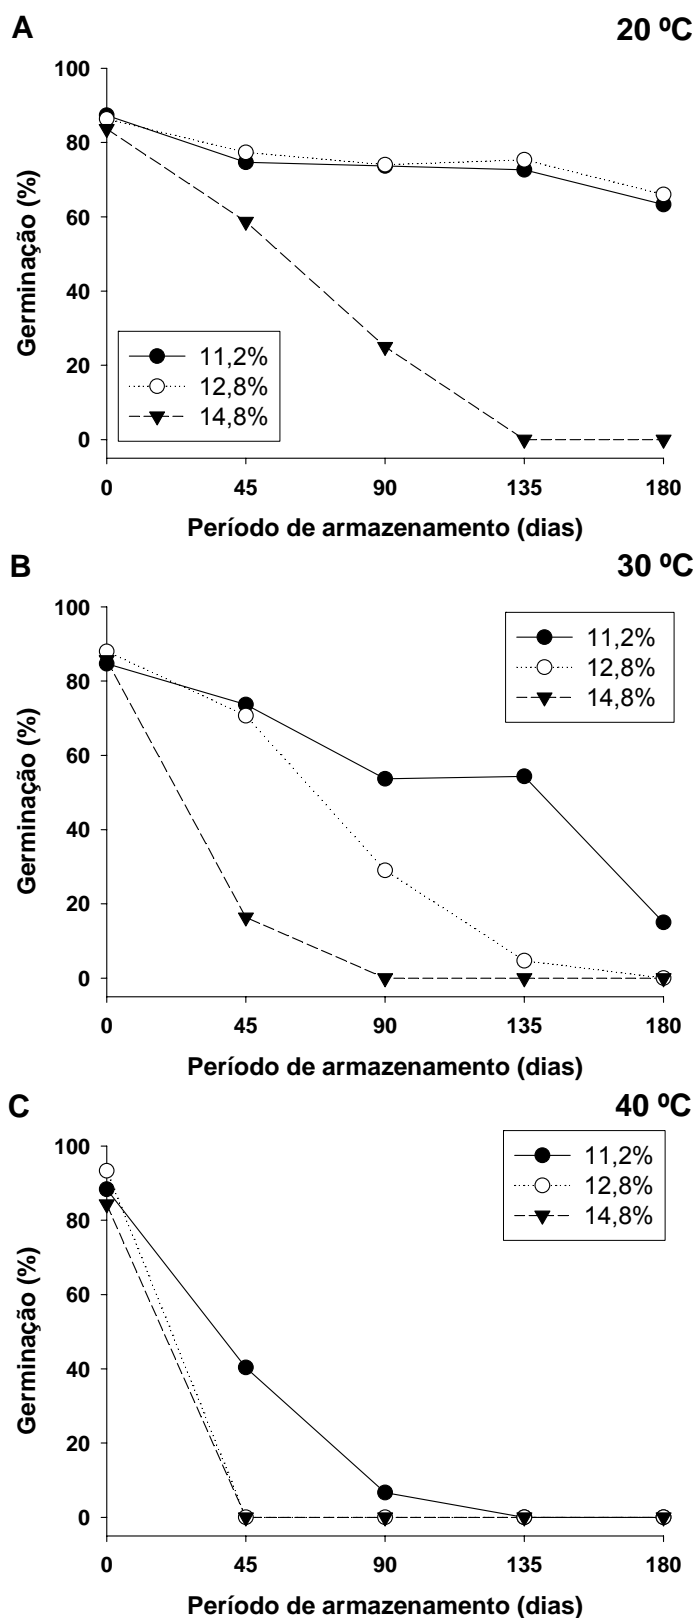 A
20 ºC
100
80
60
40
20
0
Germinação (%)
11,2%
12,8%
14,8%
0 45 90 135 180
Período de armazenamento (dias)
B
30 ºC
100
80
60
40
20
0
Germinação (%)
11,2%
12,8%
14,8%
0 45 90 135 180
Período de armazenamento (dias)
C
40 ºC
100
80
60
40
20
0
Germinação (%)
11,2%
12,8%
14,8%
0 45 90 135 180
Período de armazenamento (dias)